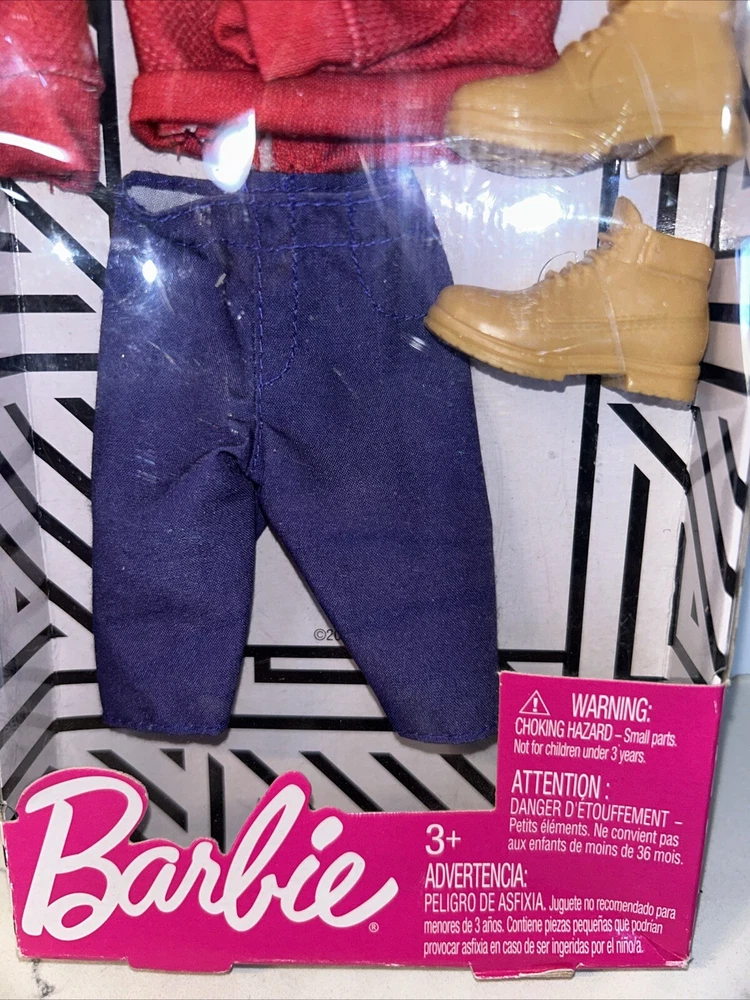 ©20
WARNING:
CHOKING HAZARD – Small parts.
Not for children under 3 years.
ATTENTION :
DANGER D'ÉTOUFFEMENT –
Petits éléments. Ne convient pas
aux enfants de moins de 36 mois.
3+
ADVERTENCIA:
PELIGRO DE ASFIXIA. Juguete no recomendado para
menores de 3 años. Contiene piezas pequeñas que podrían
provocar asfixia en caso de ser ingeridas por el niño/a.
Barbie®